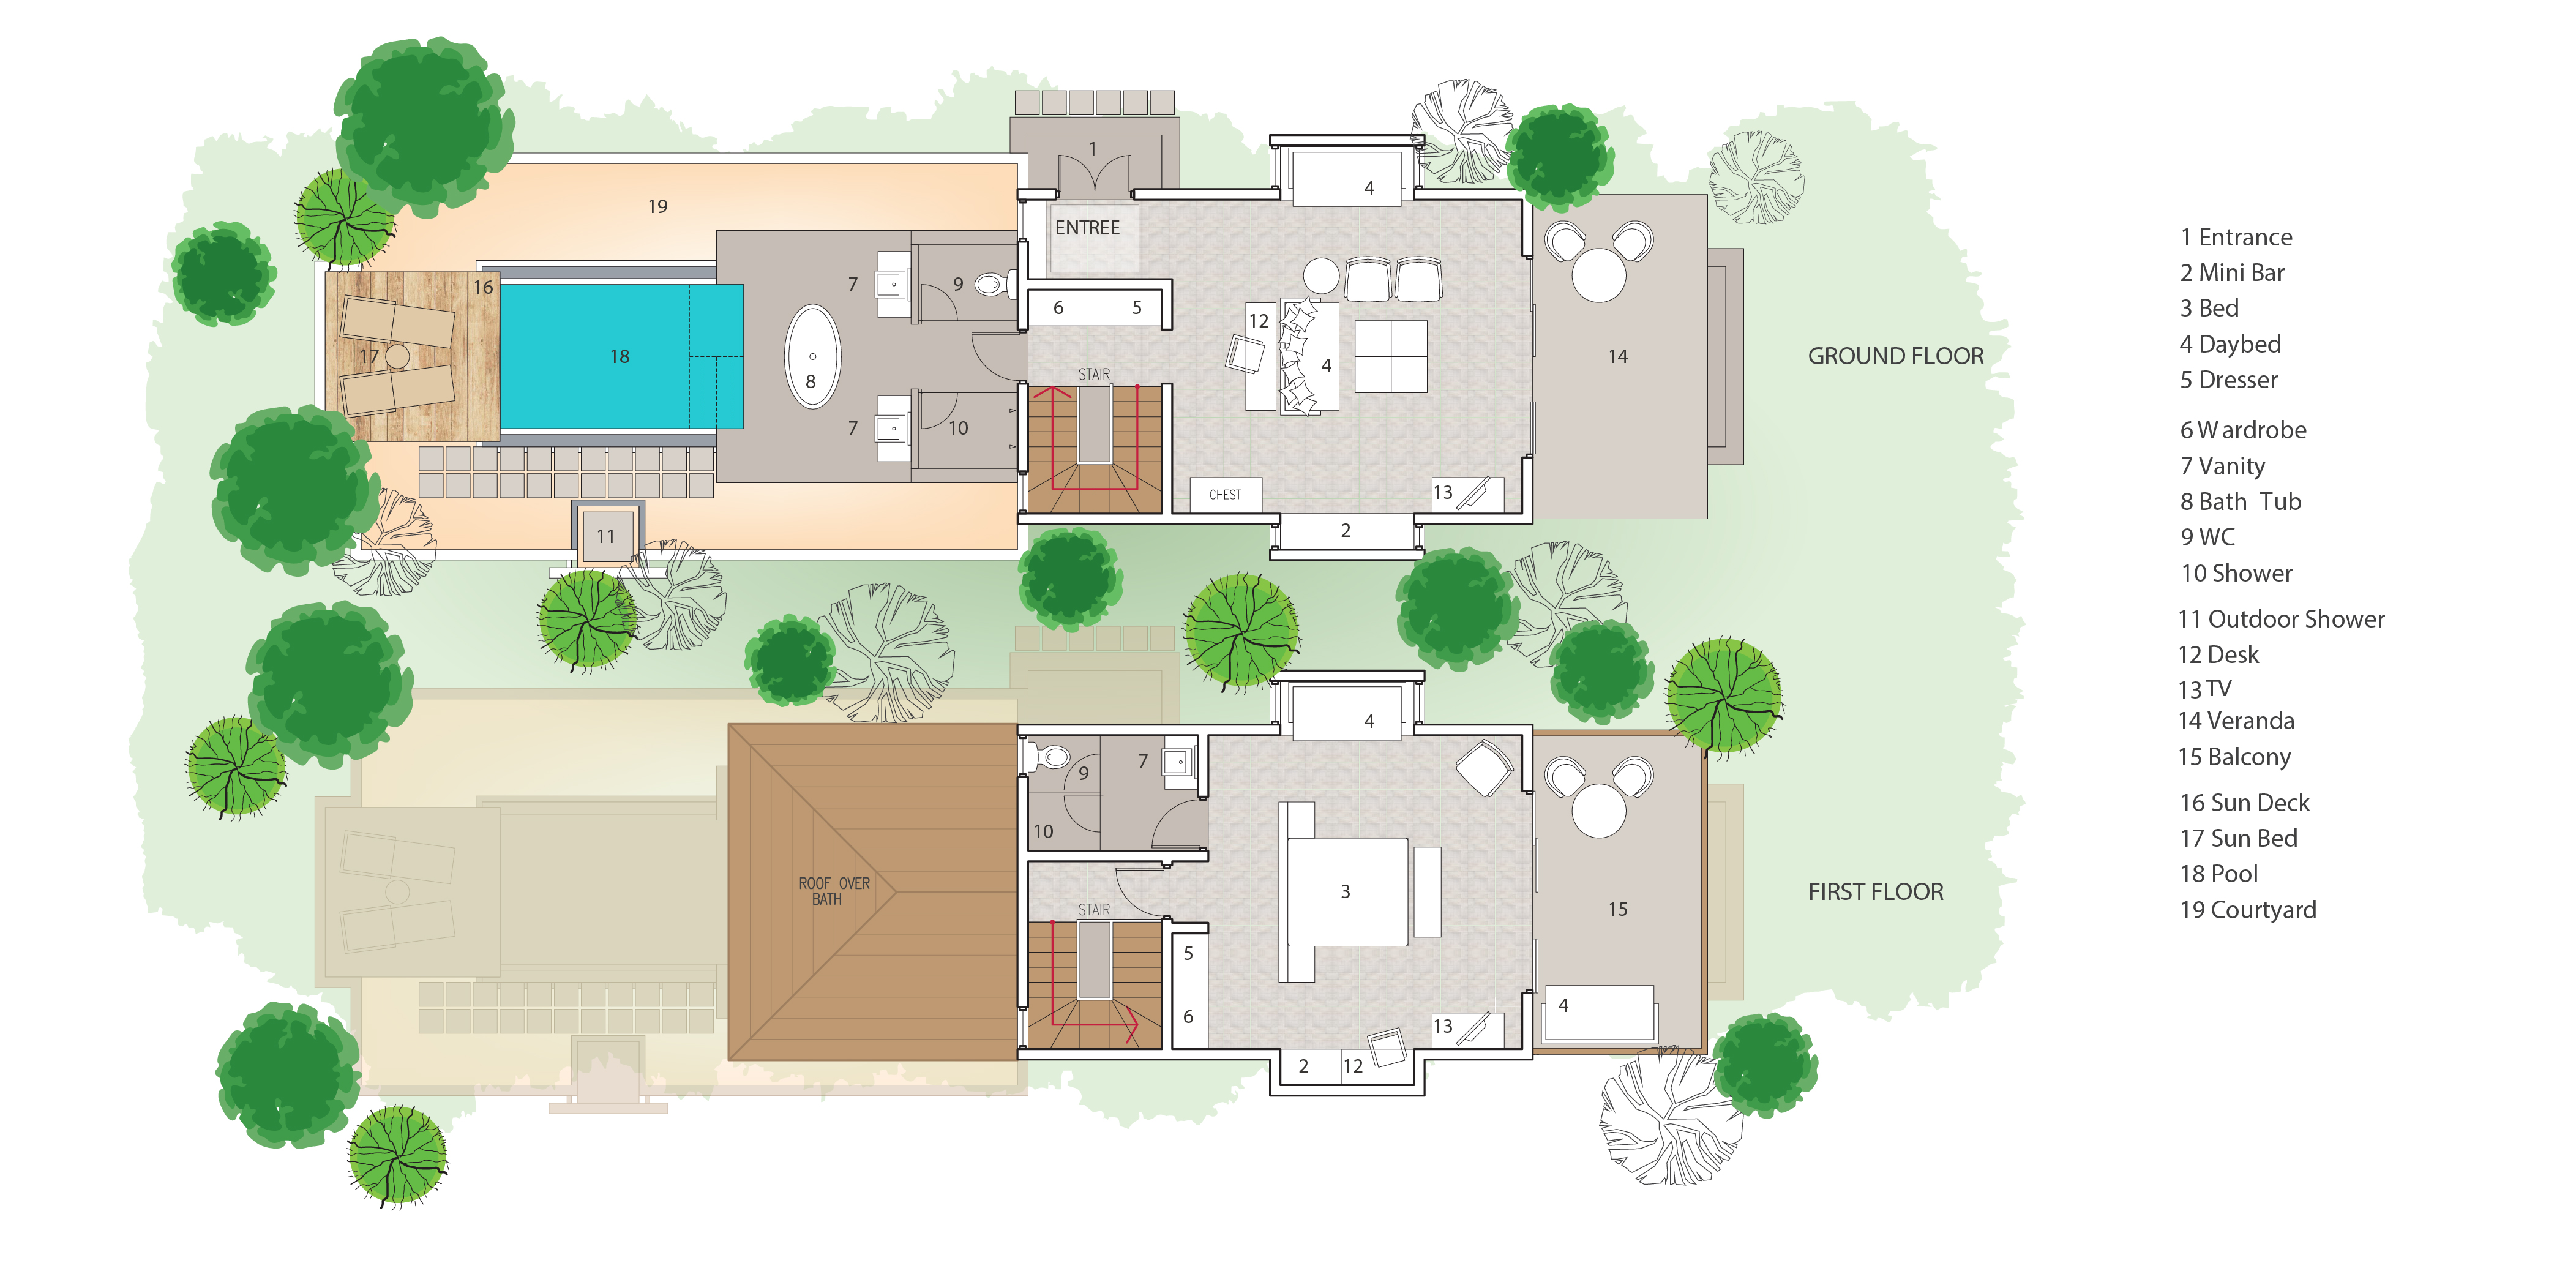 1
19
4
ENTREE
7
9
16
6
5
12
17
18
14
GROUND FLOOR
8
4
STAIR
7
10
13
CHEST
11
2
4
9
7
10
ROOF OVER
BATH
3
FIRST FLOOR
STAIR
15
5
4
6
13
2
12
1 Entrance
2 Mini Bar
3 Bed
4 Daybed
5 Dresser
6 Wardrobe
7 Vanity
8 Bath Tub
9 WC
10 Shower
11 Outdoor Shower
12 Desk
13 TV
14 Veranda
15 Balcony
16 Sun Deck
17 Sun Bed
18 Pool
19 Courtyard